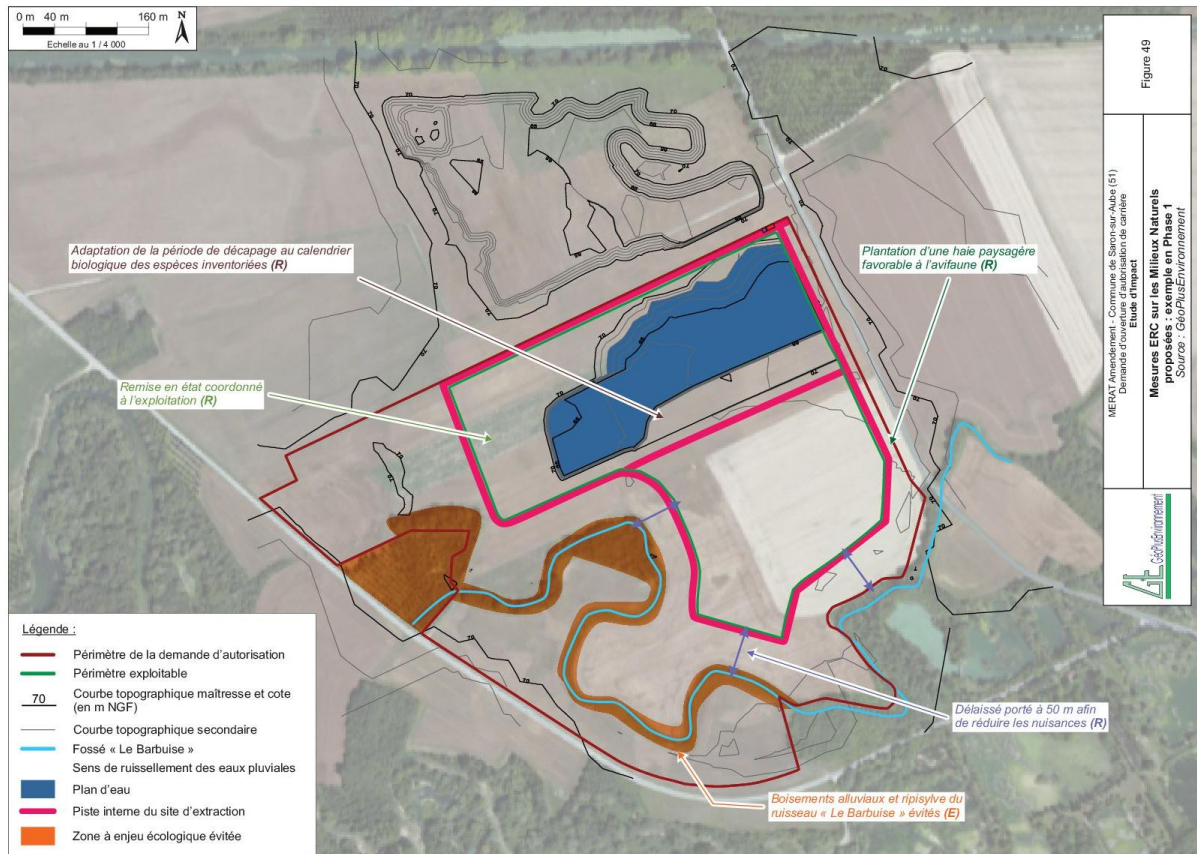 0 m 40 m 160 m
N
Echelle au 1 / 4 000
Adaptation de la période de décapage au calendrier
biologique des espèces inventoriées (R)
Plantation d'une haie paysagère
favorable à l'avifaune (R)
Remise en état coordonné
à l'exploitation (R)
Délaissé porté à 50 m afin
de réduire les nuisances (R)
Boisements alluviaux et ripisylve du
ruisseau « Le Barbuise » évités (E)
Légende :
Périmètre de la demande d'autorisation
Périmètre exploitable
70
Courbe topographique maîtresse et cote
(en m NGF)
Courbe topographique secondaire
Fossé « Le Barbuise »
Sens de ruissellement des eaux pluviales
Plan d'eau
Piste interne du site d'extraction
Zone à enjeu écologique évitée
Figure 49
MERAT Amendement - Commune de Saron-sur-Aube (51)
Demande d'ouverture d'autorisation de carrière
Etude d'Impact
Mesures ERC sur les Milieux Naturels
proposées : exemple en Phase 1
Source : GéoPlusEnvironnement
GéoPlusEnvironnement